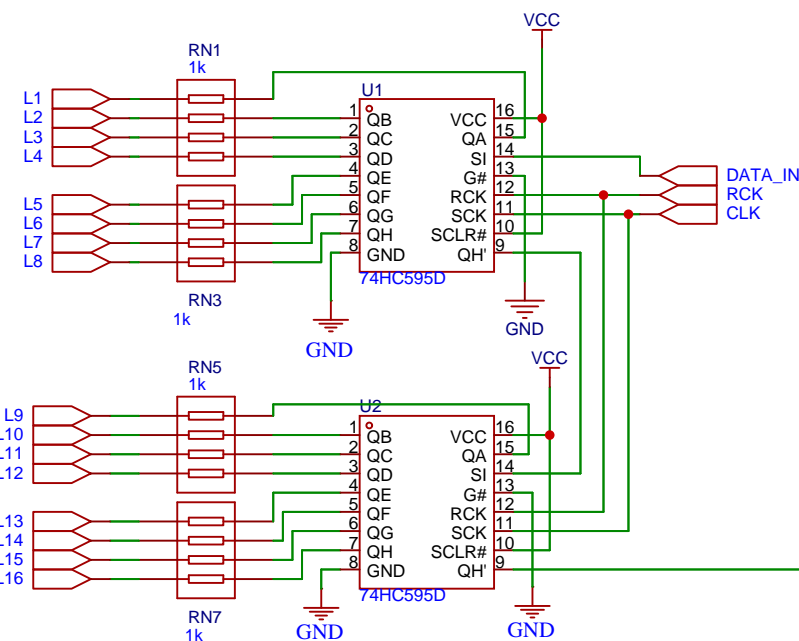 VCC
RN1
1k
U1
L1
L2
L3
L4
L5
L6
L7
L8
1 QB VCC 16
2 QC QA 15
3 QD SI 14
4 QE G# 13
5 QF RCK 12
6 QG SCK 11
7 QH SCLR# 10
8 GND QH' 9
74HC595D
DATA_IN
RCK
CLK
RN3
1k
GND
GND
VCC
RN5
1k
U2
L9
L10
L11
L12
L13
L14
L15
L16
1 QB VCC 16
2 QC QA 15
3 QD SI 14
4 QE G# 13
5 QF RCK 12
6 QG SCK 11
7 QH SCLR# 10
8 GND QH' 9
74HC595D
RN7
1k
GND
GND